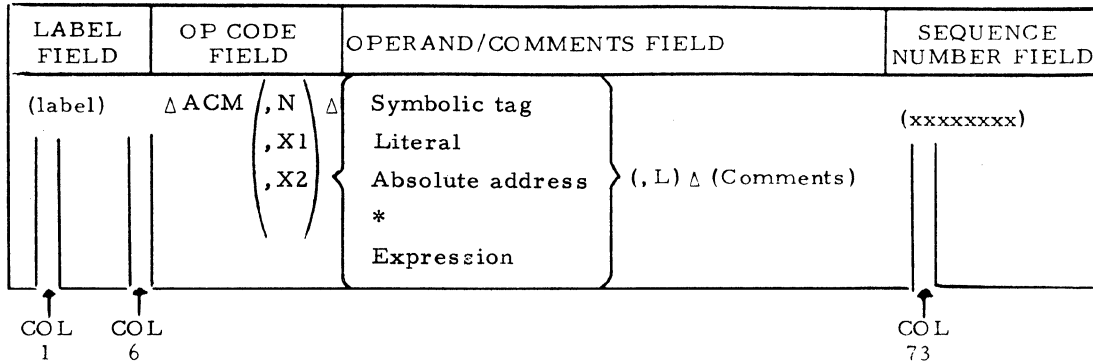 LABEL FIELD
OP CODE FIELD
OPERAND/COMMENTS FIELD
SEQUENCE NUMBER FIELD
(label) Δ ACM (, N Δ Symbolic tag (xxxxxxxx)
, X1 Literal
, X2) Absolute address (, L) Δ (Comments)
*
Expression
COL 1
COL 6
COL 73